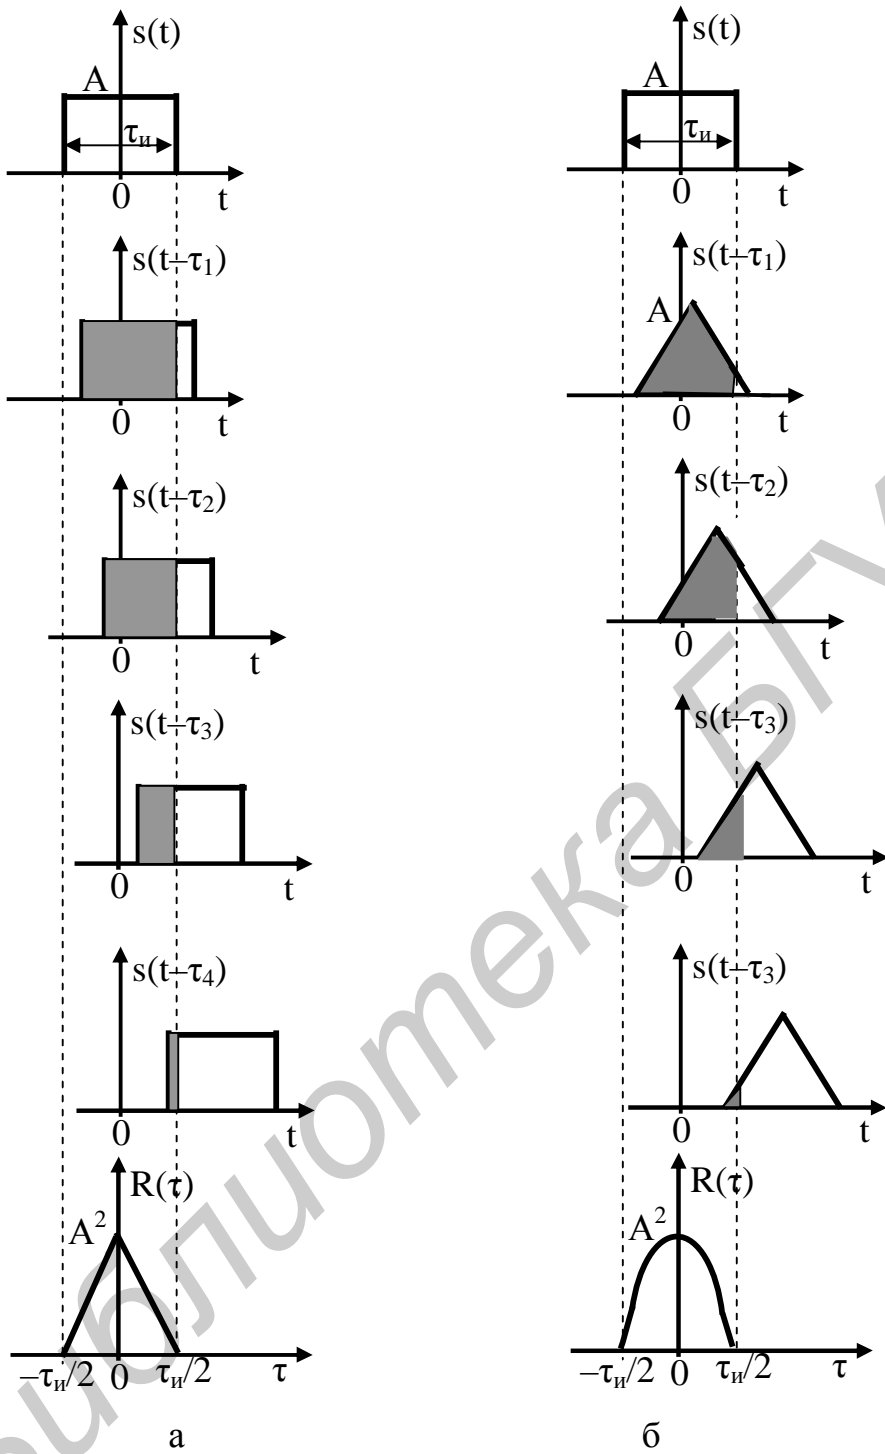 s(t)
A
τи
0
t
s(t–τ1)
0
t
s(t–τ2)
0
t
s(t–τ3)
0
t
s(t–τ4)
0
t
R(τ)
A²
–τи/2 0 τи/2 τ
а
s(t)
A
τи
0
t
s(t–τ1)
A
0
t
s(t–τ2)
0
t
s(t–τ3)
0
t
s(t–τ3)
0
t
R(τ)
A²
–τи/2 0 τи/2 τ
б